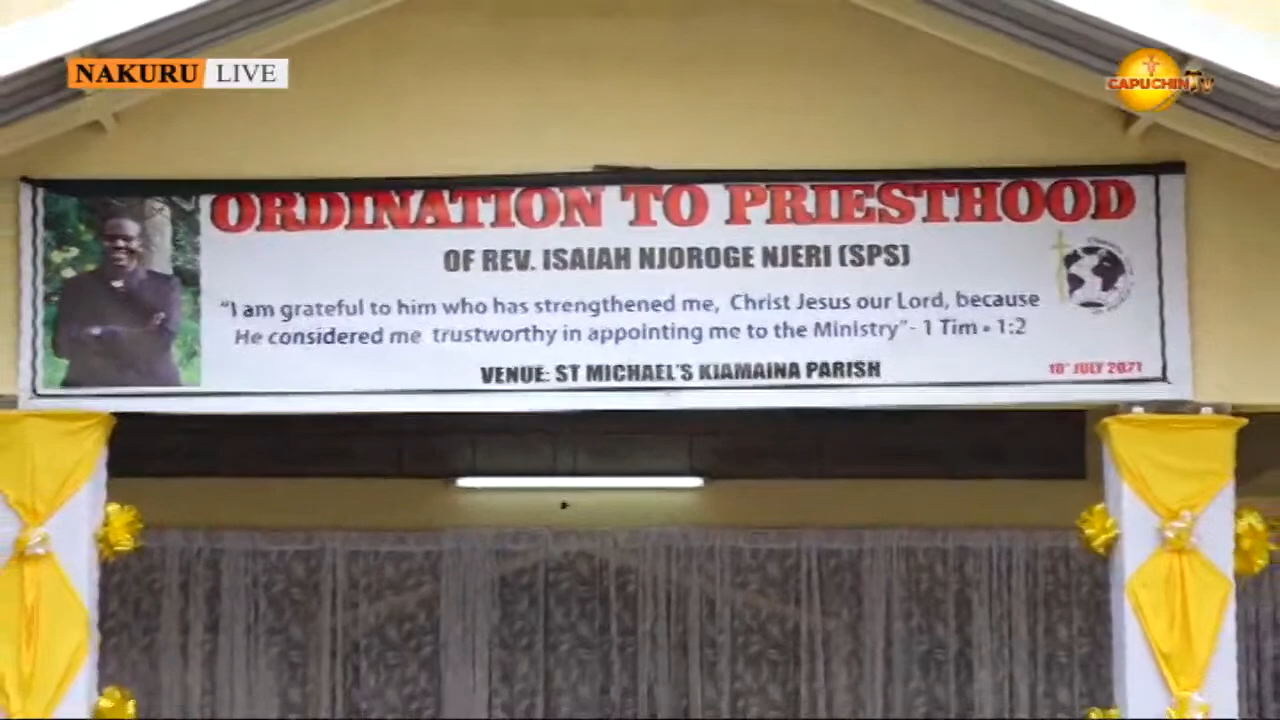 NAKURU LIVE
CAPUCHIN TV
ORDINATION TO PRIESTHOOD
OF REV. ISAIAH NJOROGE NJERI (SPS)
"I am grateful to him who has strengthened me, Christ Jesus our Lord, because
He considered me trustworthy in appointing me to the Ministry"- 1 Tim • 1:2
VENUE: ST MICHAEL'S KIAMAINA PARISH
10TH JULY 2021